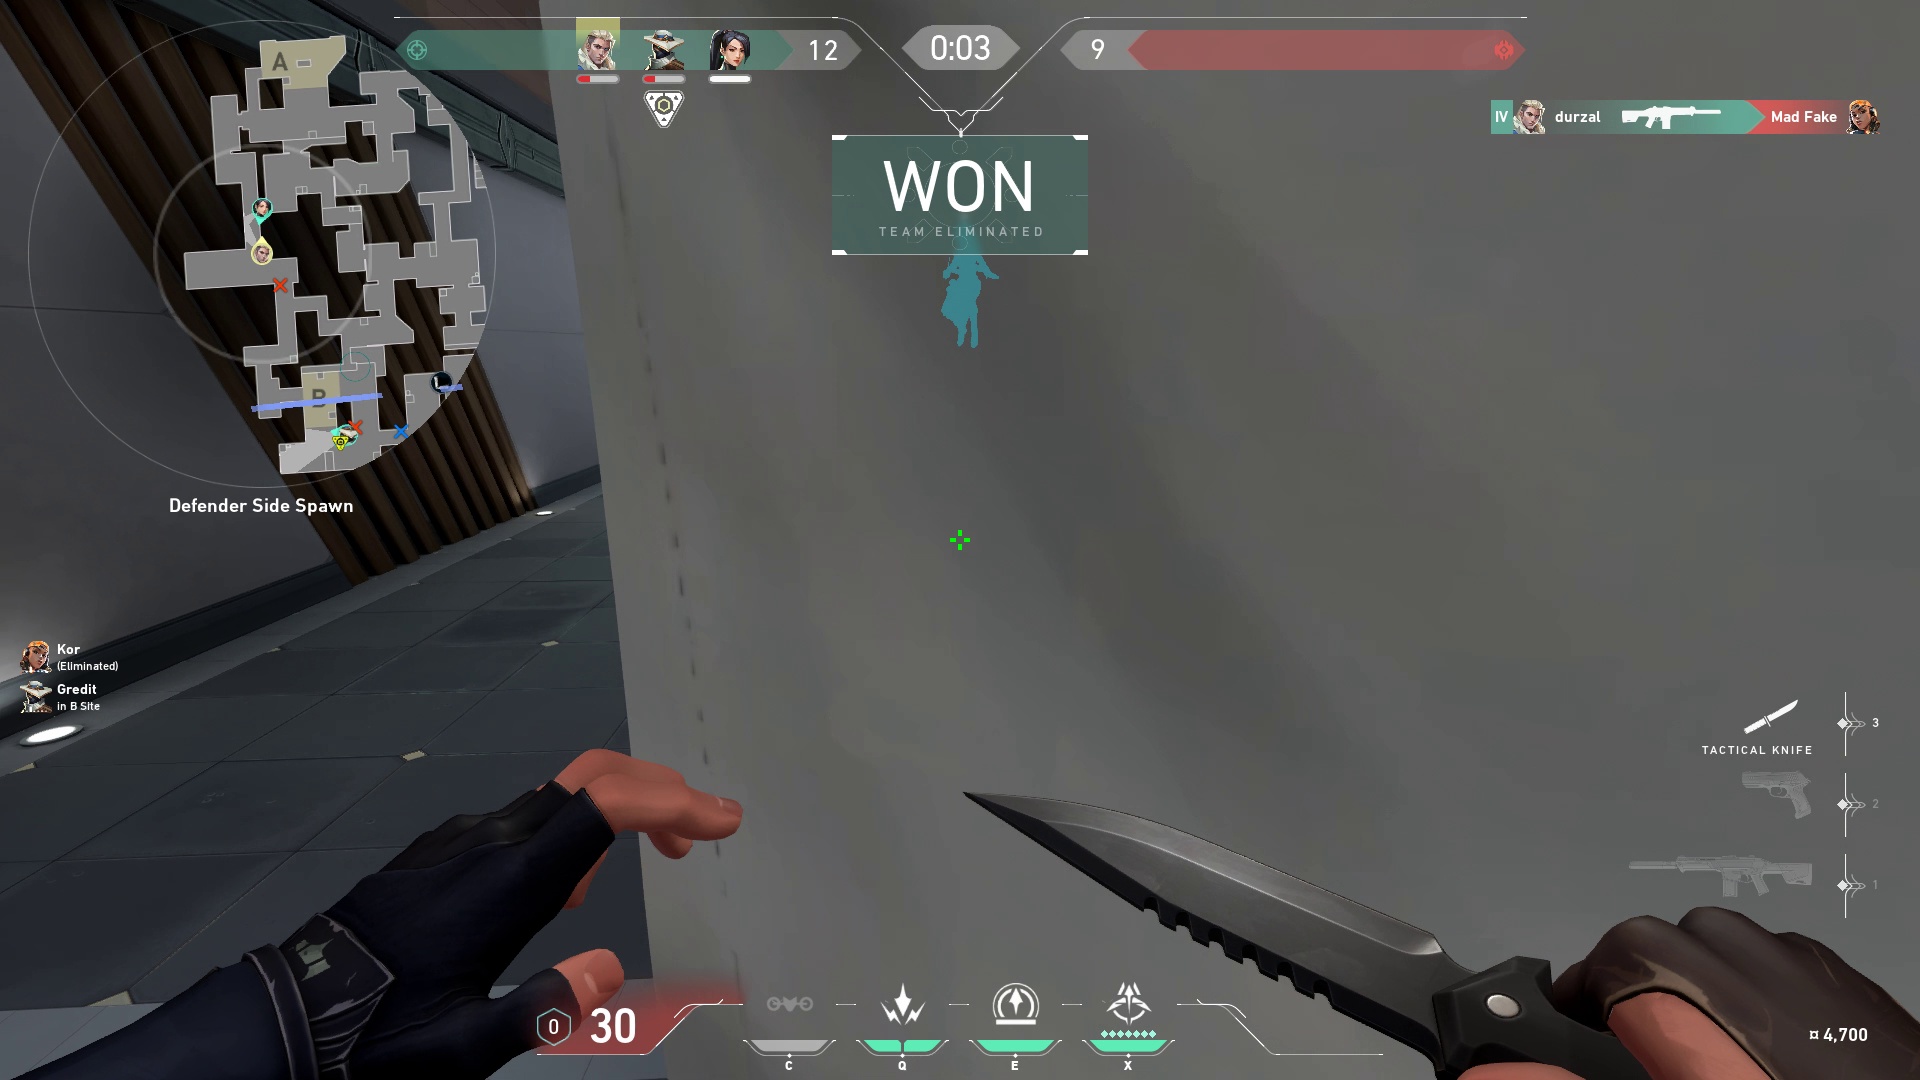 12
0:03
9
WON
TEAM ELIMINATED
IV durzal Mad Fake
A
B
Defender Side Spawn
Kor
(Eliminated)
Gredit
in B Site
3
TACTICAL KNIFE
2
1
0
30
C
Q
E
X
¤ 4,700